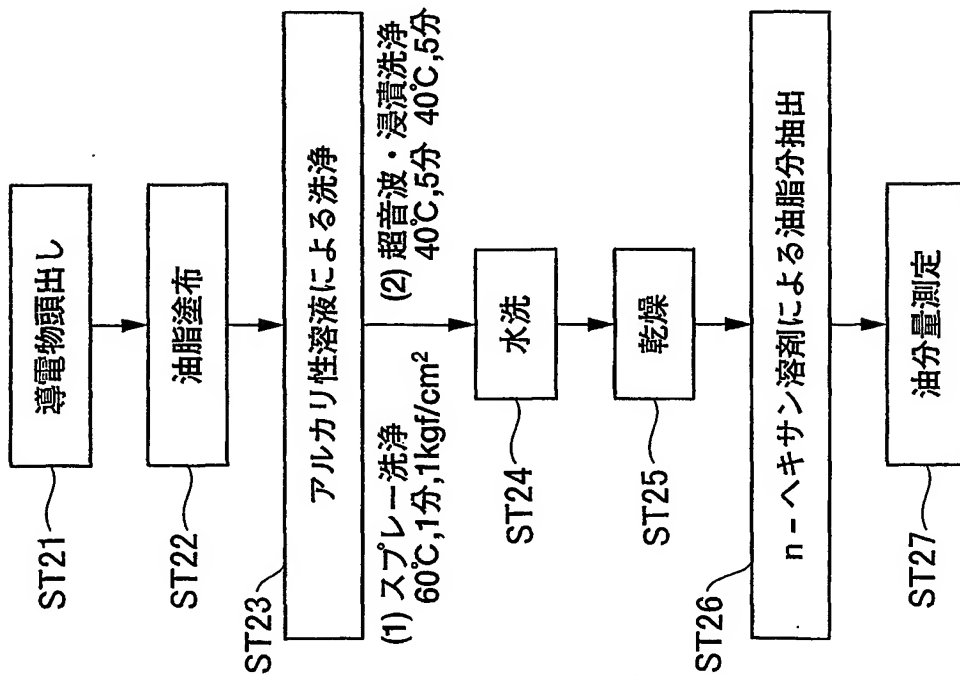 ST21
導電物頭出し
ST22
油脂塗布
ST23
アルカリ性溶液による洗浄
(1) スプレー洗浄
60℃,1分,1kgf/cm²
(2) 超音波・浸漬洗浄
40℃,5分 40℃,5分
ST24
水洗
ST25
乾燥
ST26
n-ヘキサン溶剤による油脂分抽出
ST27
油分量測定